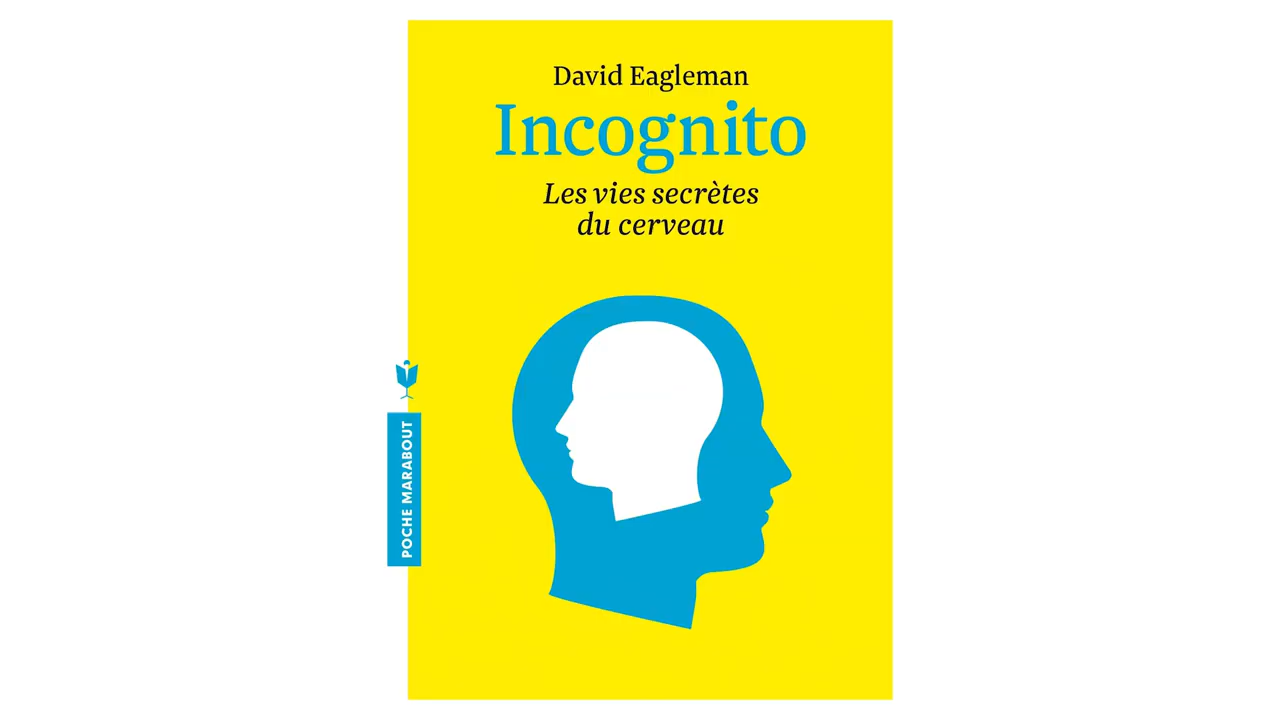 David Eagleman
Incognito
Les vies secrètes
du cerveau
POCHE MARABOUT